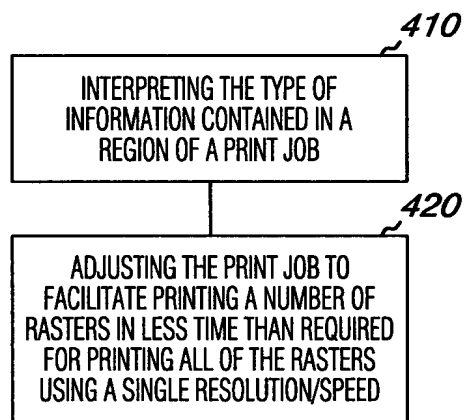 410
INTERPRETING THE TYPE OF
INFORMATION CONTAINED IN A
REGION OF A PRINT JOB
420
ADJUSTING THE PRINT JOB TO
FACILITATE PRINTING A NUMBER OF
RASTERS IN LESS TIME THAN REQUIRED
FOR PRINTING ALL OF THE RASTERS
USING A SINGLE RESOLUTION/SPEED